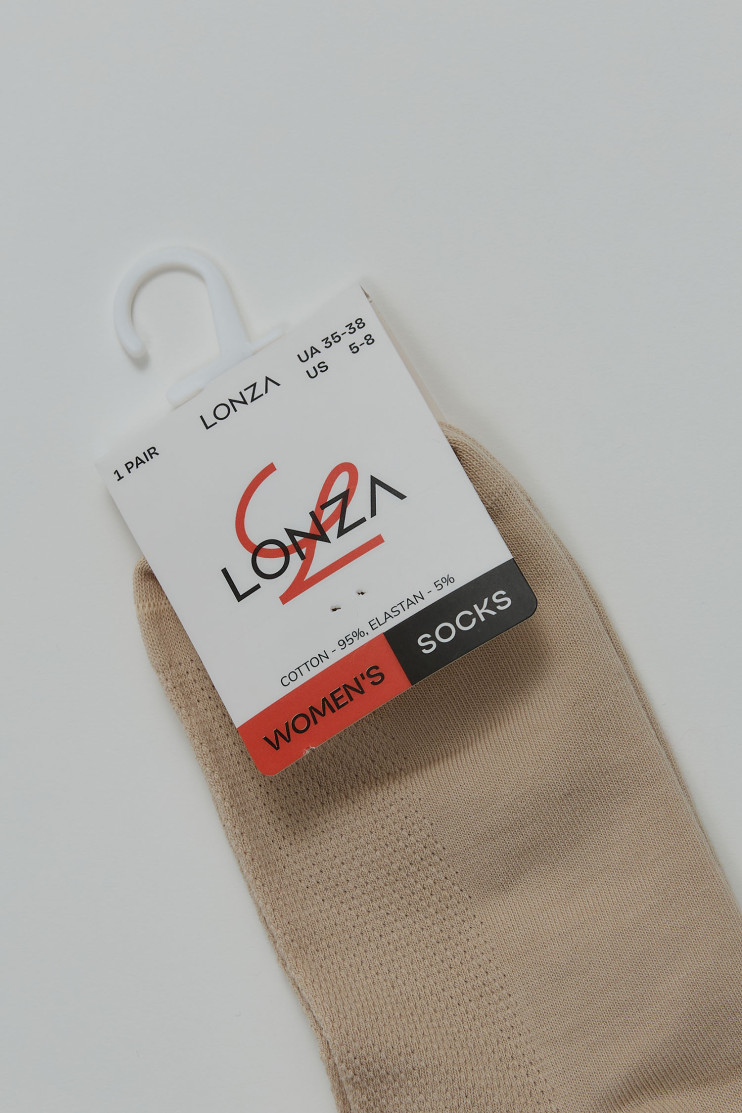 UA 35-38
US 5-8
LONZA
1 PAIR
LONZA
COTTON - 95%, ELASTAN - 5%
WOMEN'S SOCKS